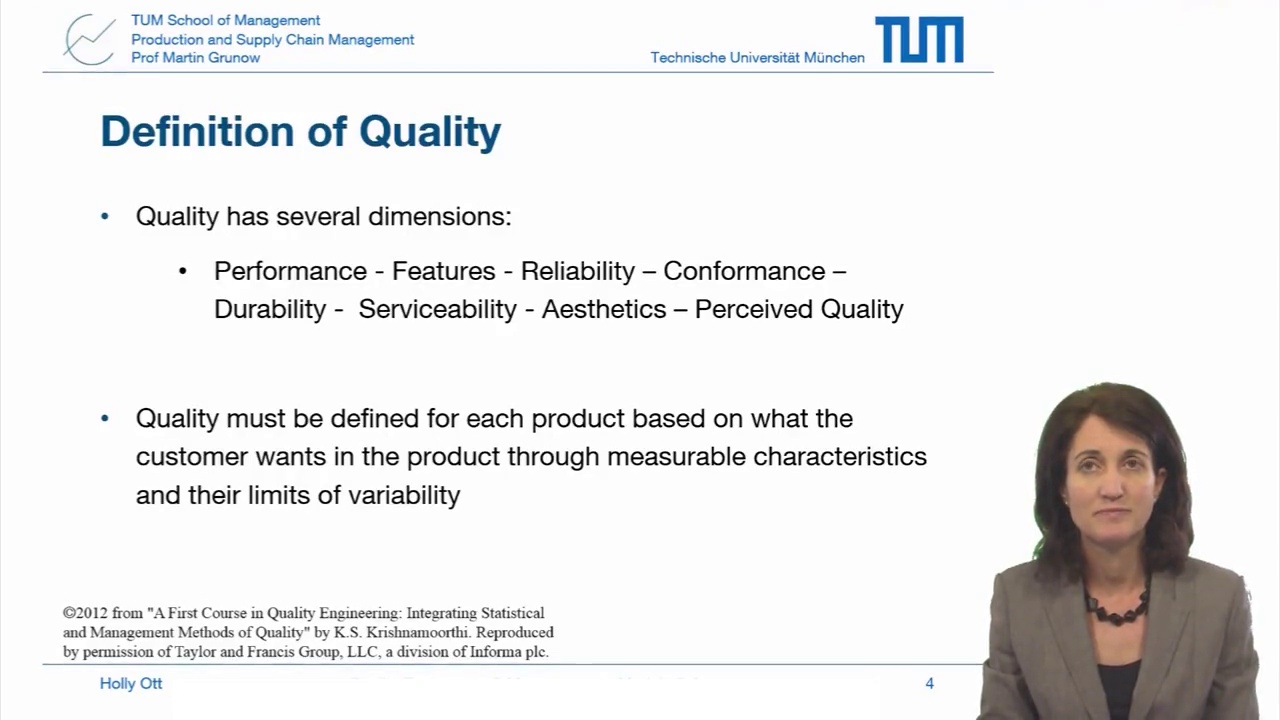 TUM School of Management
Production and Supply Chain Management
Prof Martin Grunow
Technische Universität München
TUM
Definition of Quality
• Quality has several dimensions:
• Performance - Features - Reliability – Conformance –
Durability - Serviceability - Aesthetics – Perceived Quality
• Quality must be defined for each product based on what the
customer wants in the product through measurable characteristics
and their limits of variability
©2012 from "A First Course in Quality Engineering: Integrating Statistical
and Management Methods of Quality" by K.S. Krishnamoorthi. Reproduced
by permission of Taylor and Francis Group, LLC, a division of Informa plc.
Holly Ott
4